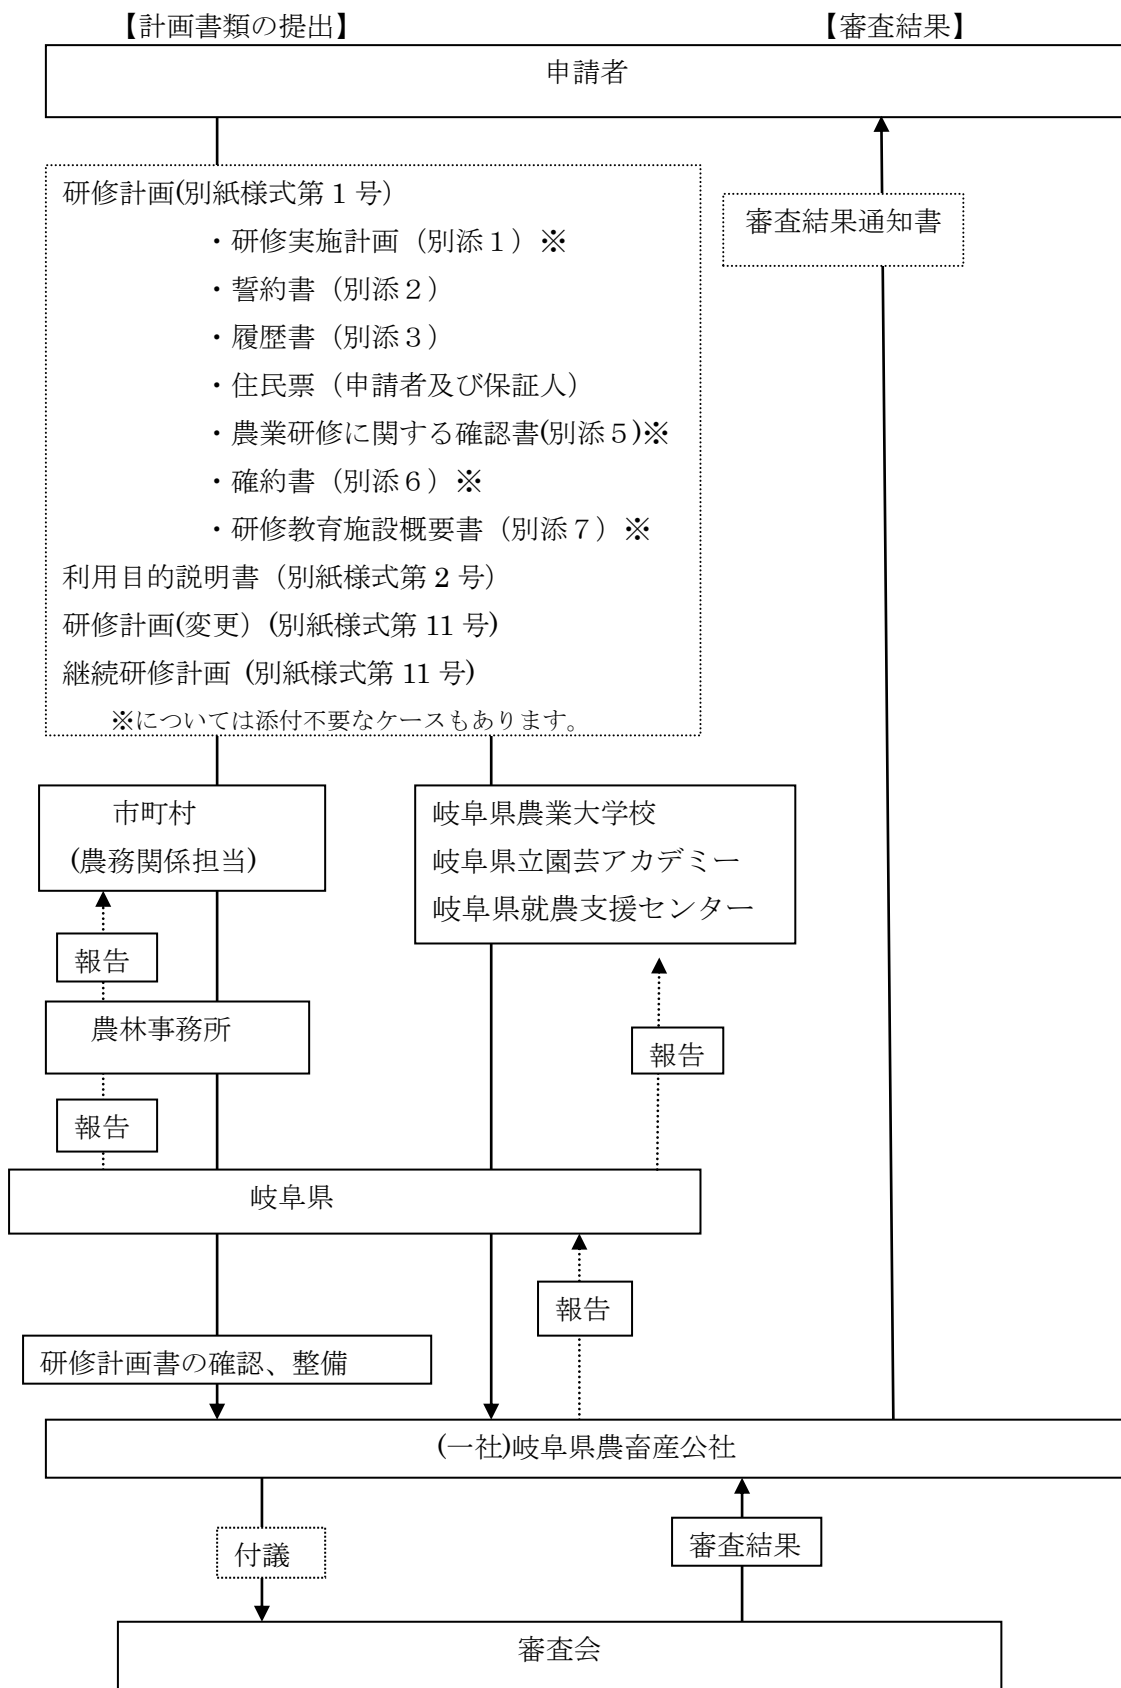 【計画書類の提出】
【審査結果】
申請者
研修計画(別紙様式第 1 号)
・研修実施計画（別添１）※
・誓約書（別添２）
・履歴書（別添３）
・住民票（申請者及び保証人）
・農業研修に関する確認書(別添５)※
・確約書（別添６）※
・研修教育施設概要書（別添７）※
利用目的説明書（別紙様式第 2 号）
研修計画(変更）(別紙様式第 11 号)
継続研修計画 (別紙様式第 11 号)
※については添付不要なケースもあります。
審査結果通知書
市町村
(農務関係担当)
岐阜県農業大学校
岐阜県立園芸アカデミー
岐阜県就農支援センター
報告
農林事務所
報告
報告
岐阜県
報告
研修計画書の確認、整備
(一社)岐阜県農畜産公社
付議
審査結果
審査会